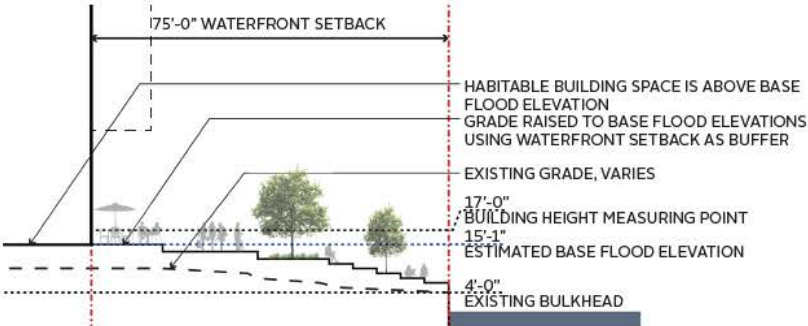 75'-0" WATERFRONT SETBACK
HABITABLE BUILDING SPACE IS ABOVE BASE
FLOOD ELEVATION
GRADE RAISED TO BASE FLOOD ELEVATIONS
USING WATERFRONT SETBACK AS BUFFER
EXISTING GRADE, VARIES
17'-0"
BUILDING HEIGHT MEASURING POINT
15'-1"
ESTIMATED BASE FLOOD ELEVATION
4'-0"
EXISTING BULKHEAD